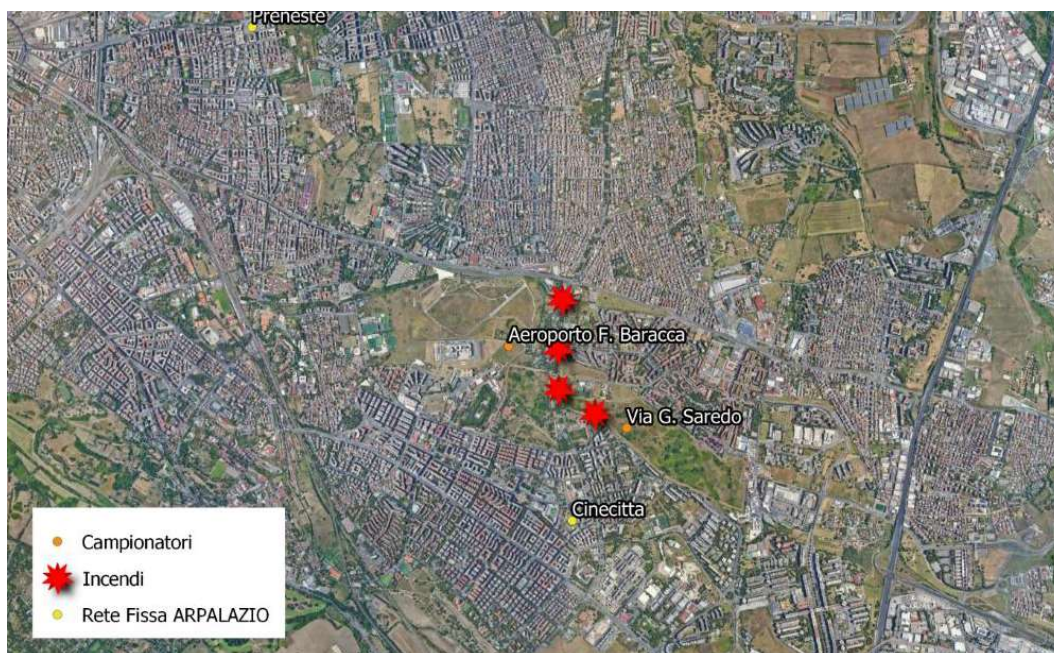 Preneste
Aeroporto F. Baracca
Via G. Saredo
Cinecitta
Campionatori
Incendi
Rete Fissa ARPALAZIO